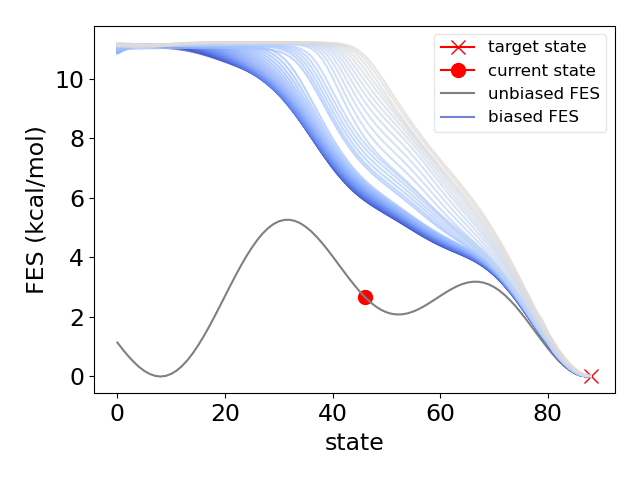 target state
current state
unbiased FES
biased FES
FES (kcal/mol)
10
8
6
4
2
0
0 20 40 60 80
state